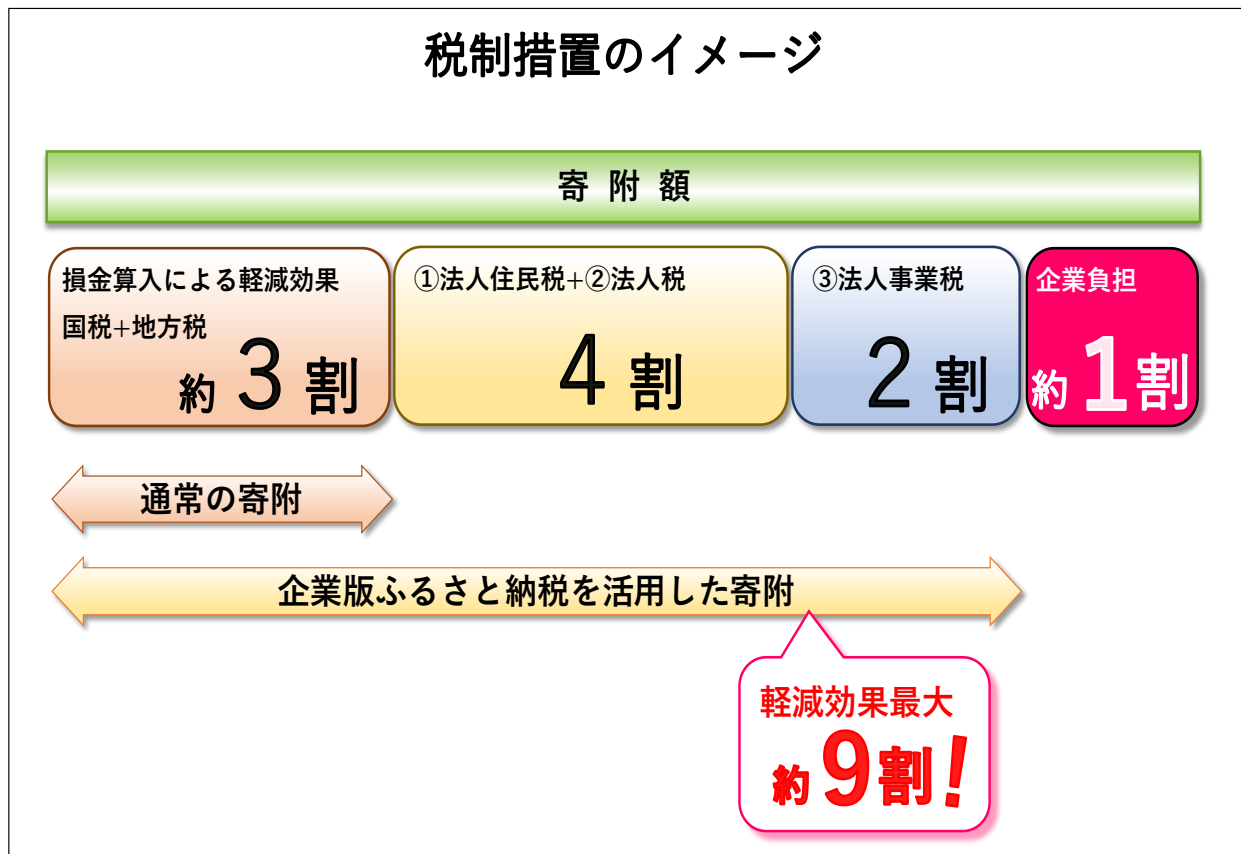 税制措置のイメージ
寄 附 額
損金算入による軽減効果
国税+地方税
約 3 割
①法人住民税+②法人税
4 割
③法人事業税
2 割
企業負担
約 1 割
通常の寄附
企業版ふるさと納税を活用した寄附
軽減効果最大
約 9 割!